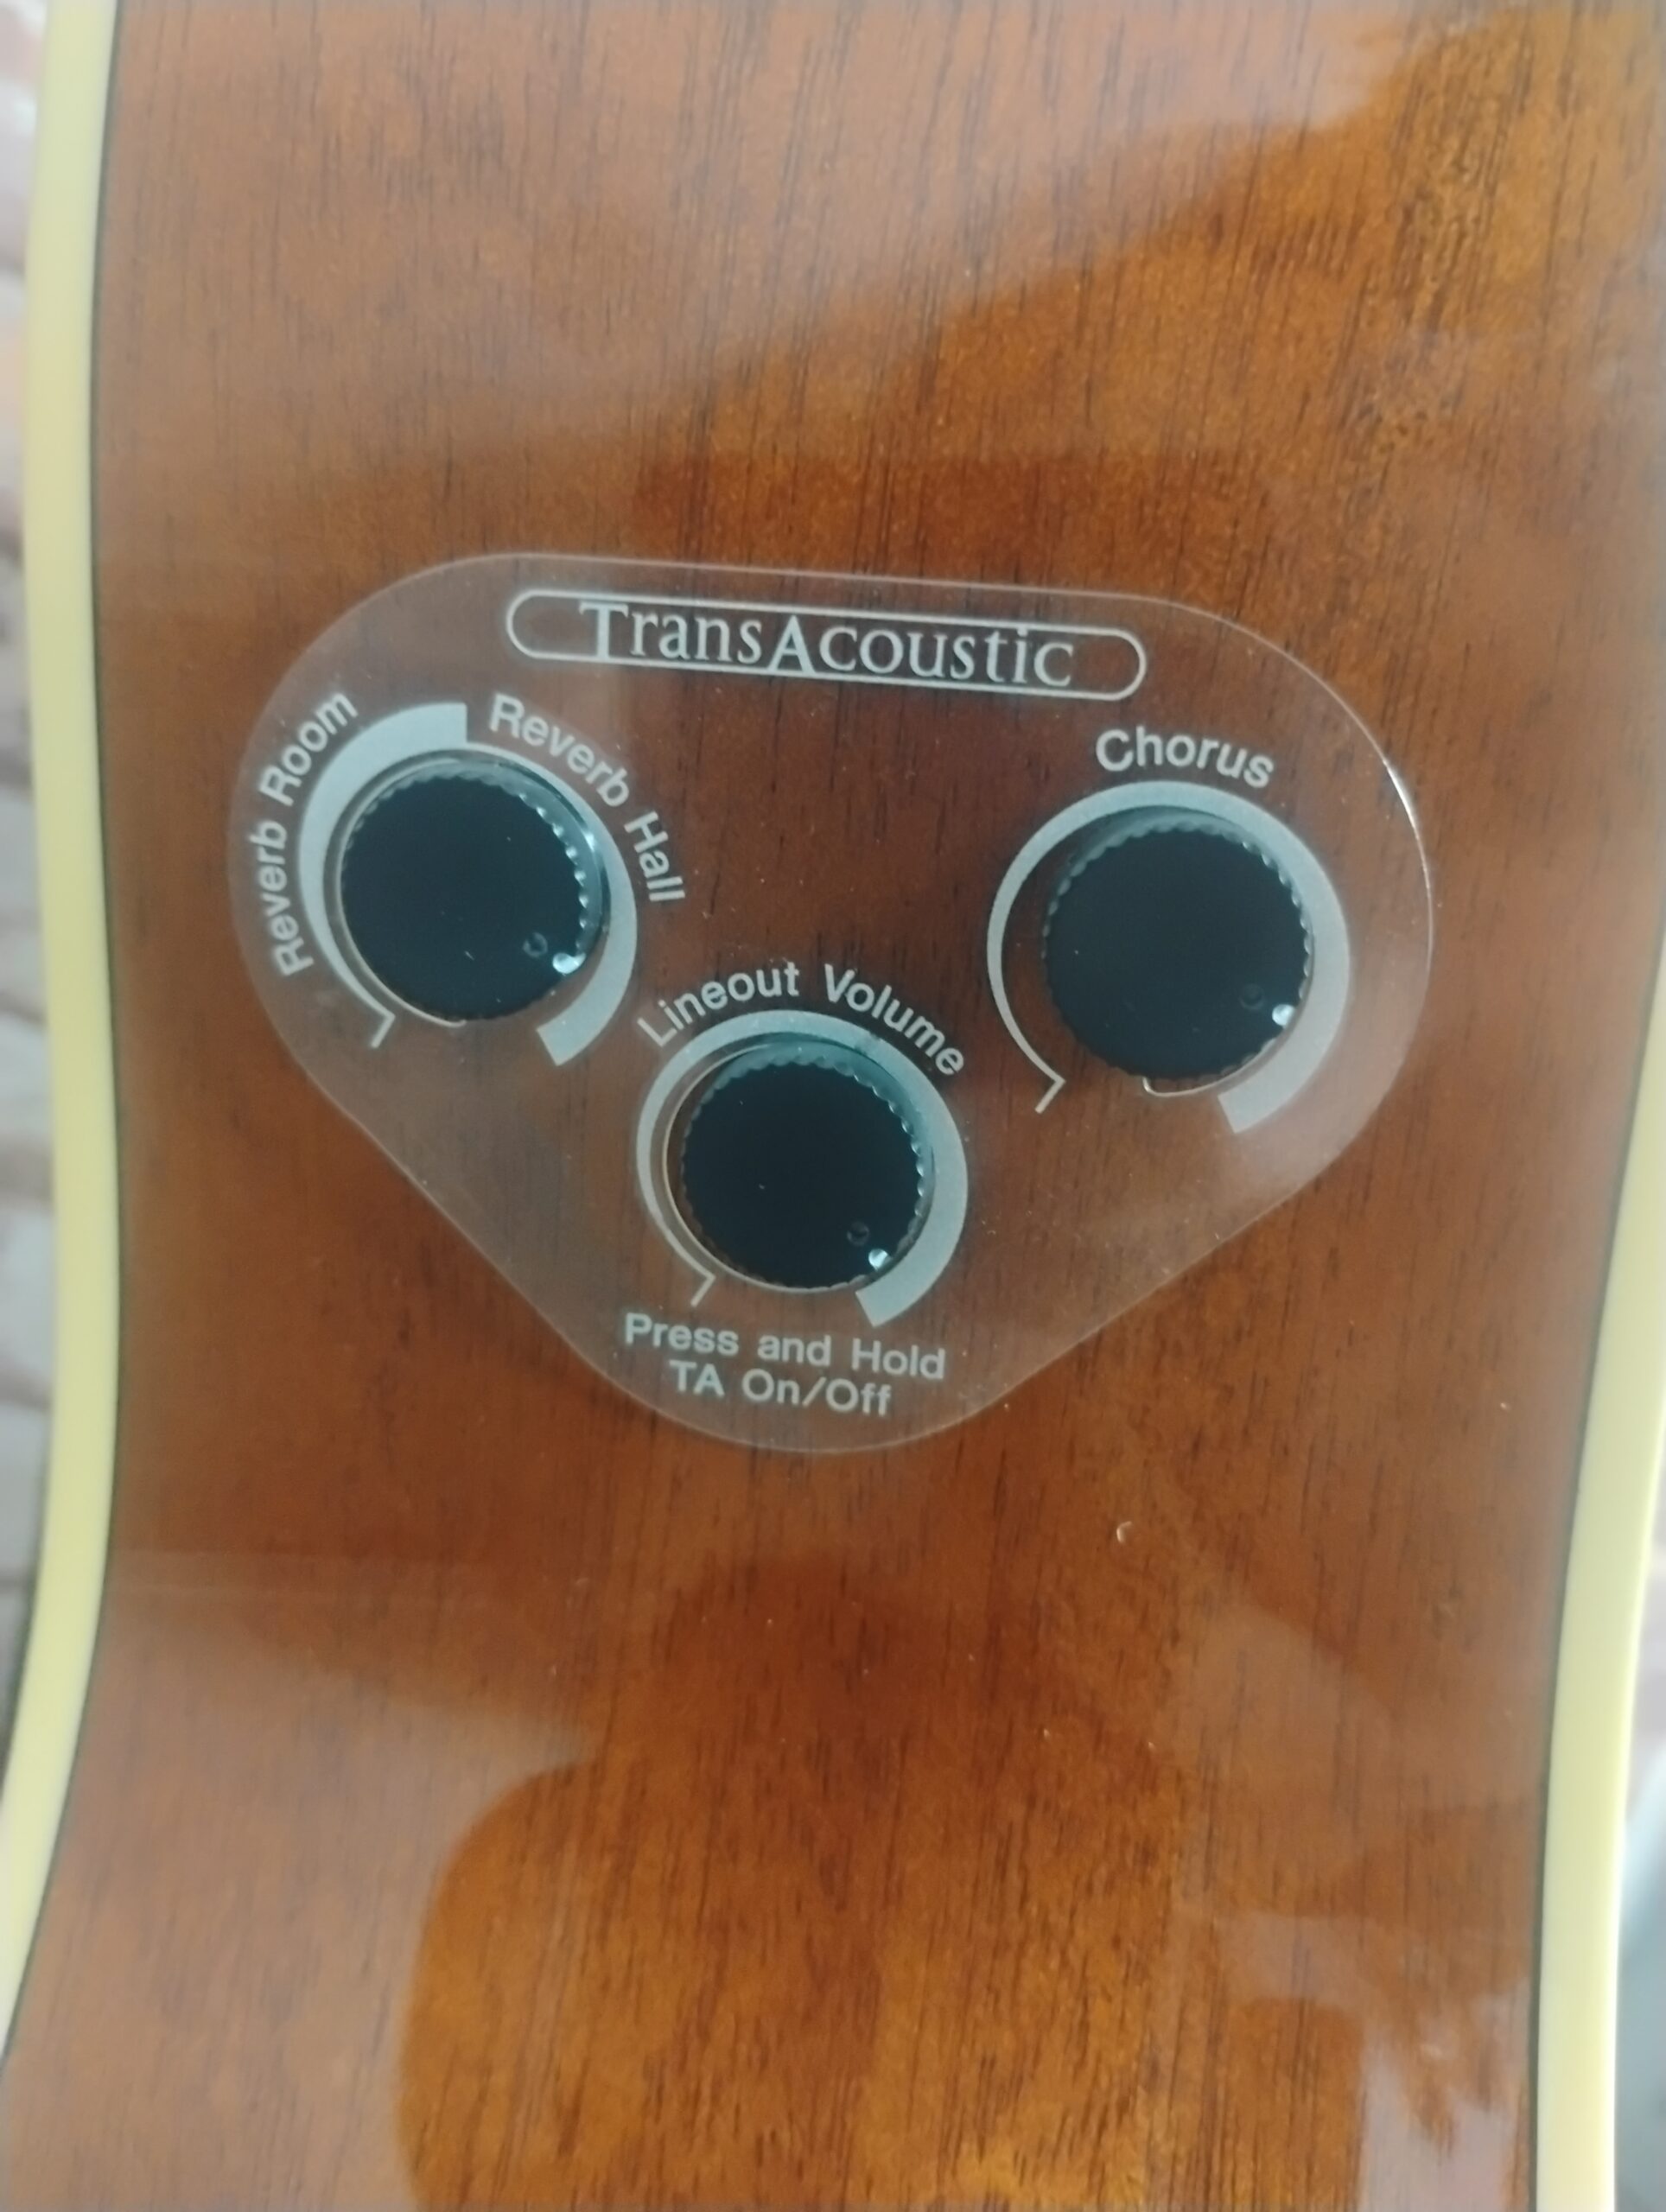 TransAcoustic
Reverb Room
Reverb Hall
Chorus
Lineout Volume
Press and Hold
TA On/Off